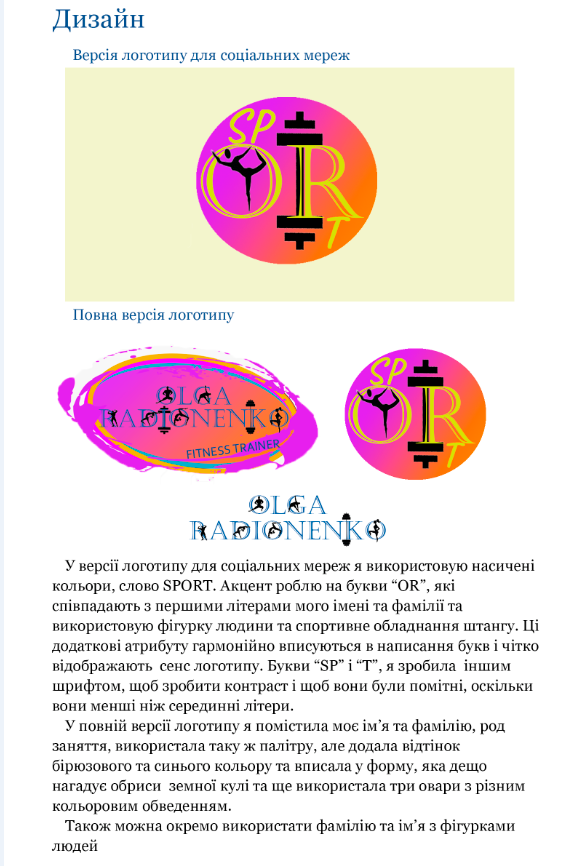 Дизайн
Версія логотипу для соціальних мереж
SP
OR
T
Повна версія логотипу
OLGA
RADIONENKO
FITNESS TRAINER
SP
OR
T
OLGA
RADIONENKO
У версії логотипу для соціальних мереж я використовую насичені
кольори, слово SPORT. Акцент роблю на букви “OR”, які
співпадають з першими літерами мого імені та фамілії та
використовую фігурку людини та спортивне обладнання штангу. Ці
додаткові атрибуту гармонійно вписуються в написання букв і чітко
відображають сенс логотипу. Букви “SP” і “T”, я зробила іншим
шрифтом, щоб зробити контраст і щоб вони були помітні, оскільки
вони менші ніж серединні літери.
У повній версії логотипу я помістила моє ім’я та фамілію, род
заняття, використала таку ж палітру, але додала відтінок
бірюзового та синього кольору та вписала у форму, яка дещо
нагадує обриси земної кулі та ще використала три овари з різним
кольоровим обведенням.
Також можна окремо використати фамілію та ім’я з фігурками
людей